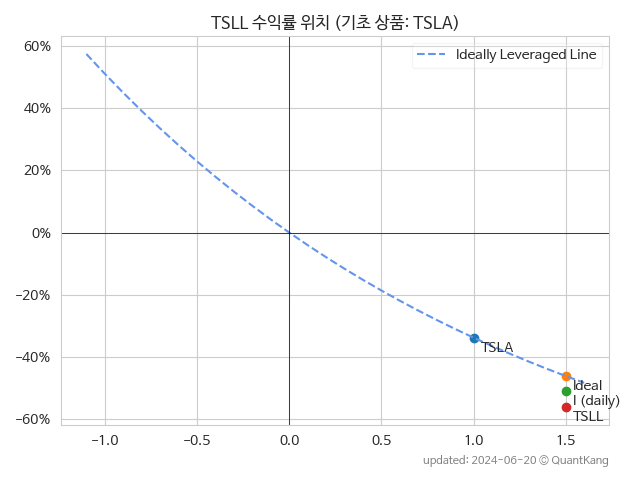 TSLL 수익률 위치 (기초 상품: TSLA)
60%
40%
20%
0%
−20%
−40%
−60%
Ideally Leveraged Line
TSLA
Ideal
I (daily)
TSLL
−1.0
−0.5
0.0
0.5
1.0
1.5
updated: 2024-06-20 © QuantKang